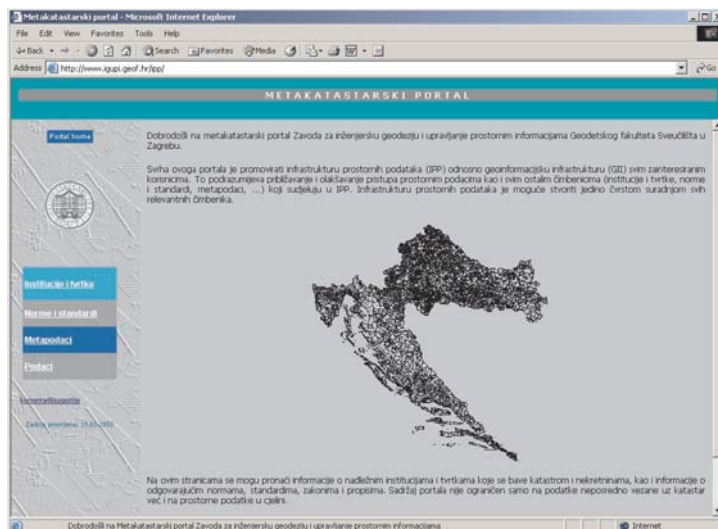 Metakatastarski portal - Microsoft Internet Explorer
File Edit View Favorites Tools Help
Back Search Favorites Media
Address http://www.igupi.geof.hr/ipp/ Go
METAKATASTARSKI PORTAL
Portal home
Dobrodošli na metakatastarski portal Zavoda za inženjersku geodeziju i upravljanje prostornim informacijama Geodetskog fakulteta Sveučilišta u
Zagrebu.
Svrha ovoga portala je promovirati infrastrukturu prostornih podataka (IPP) odnosno geoinformacijsku infrastrukturu (GII) svim zainteresiranim
korisnicima. To podrazumjeva približavanje i olakšavanje pristupa prostornim podacima kao i svim ostalim čimbenicima (institucije i tvrtke, norme
i standardi, metapodaci, ...) koji sudjeluju u IPP. Infrastrukturu prostornih podataka je moguće stvoriti jedino čvrstom suradnjom svih
relevantnih čimbenika.
Institucije i tvrtke
Norme i standardi
Metapodaci
Podaci
Na ovim stranicama se mogu pronaći informacije o nadležnim institucijama i tvrtkama koje se bave katastrom i nekretninama, kao i informacije o
odgovarajućim normama, standardima, zakonima i propisima. Sadržaj portala nije ograničen samo na podatke neposredno vezane uz katastar
već i na prostorne podatke u cjelini.
Dobrodošli na Metakatastarski portal Zavoda za inženjersku geodeziju i upravljanje prostornim informacijama Internet